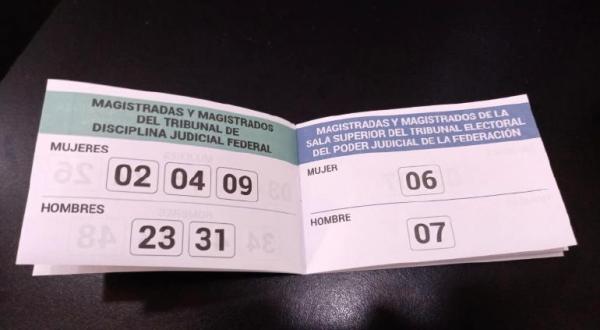 MAGISTRADAS Y MAGISTRADOS
DEL TRIBUNAL DE
DISCIPLINA JUDICIAL FEDERAL
MUJERES
02 04 09
HOMBRES
23 31
MAGISTRADAS Y MAGISTRADOS DE LA
SALA SUPERIOR DEL TRIBUNAL ELECTORAL
DEL PODER JUDICIAL DE LA FEDERACIÓN
MUJER
06
HOMBRE
07